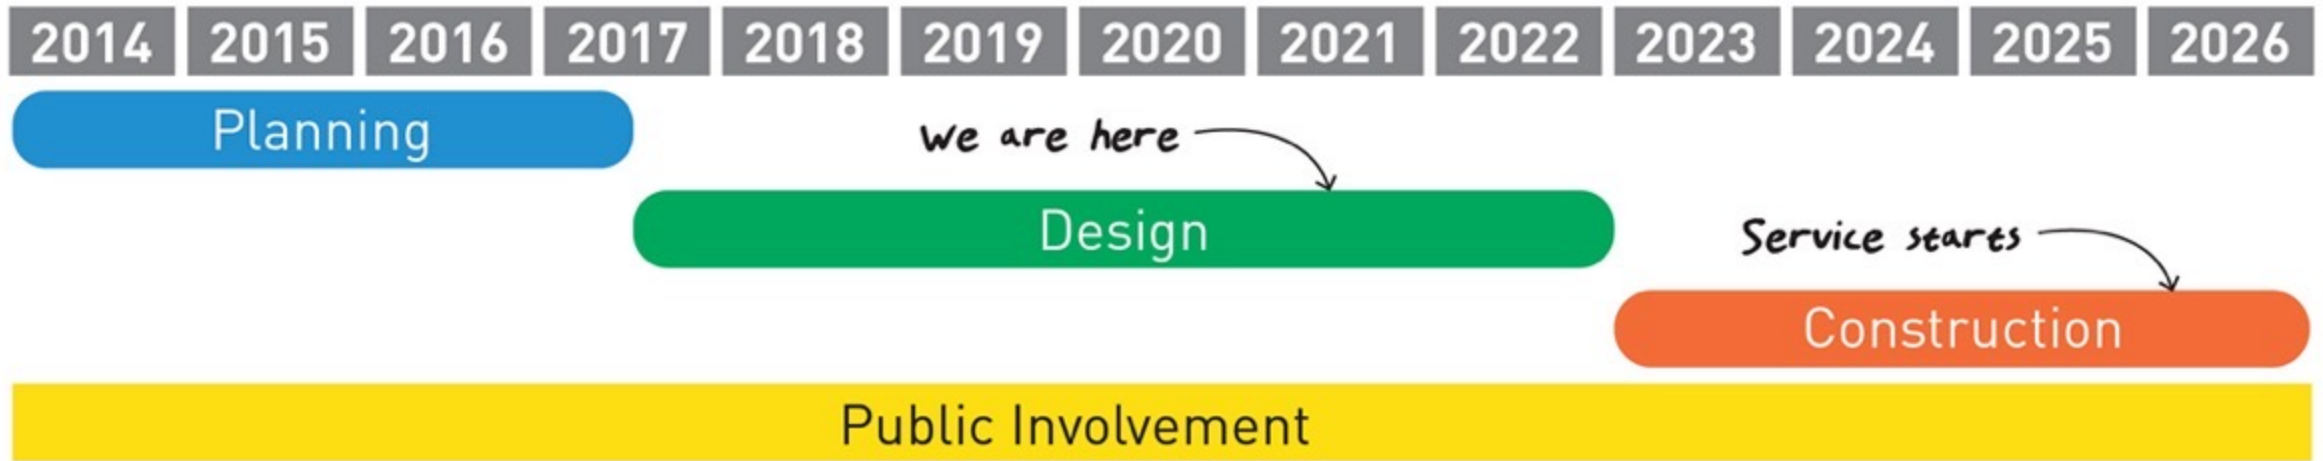 2014 2015 2016 2017 2018 2019 2020 2021 2022 2023 2024 2025 2026
Planning
We are here
Design
Service starts
Construction
Public Involvement